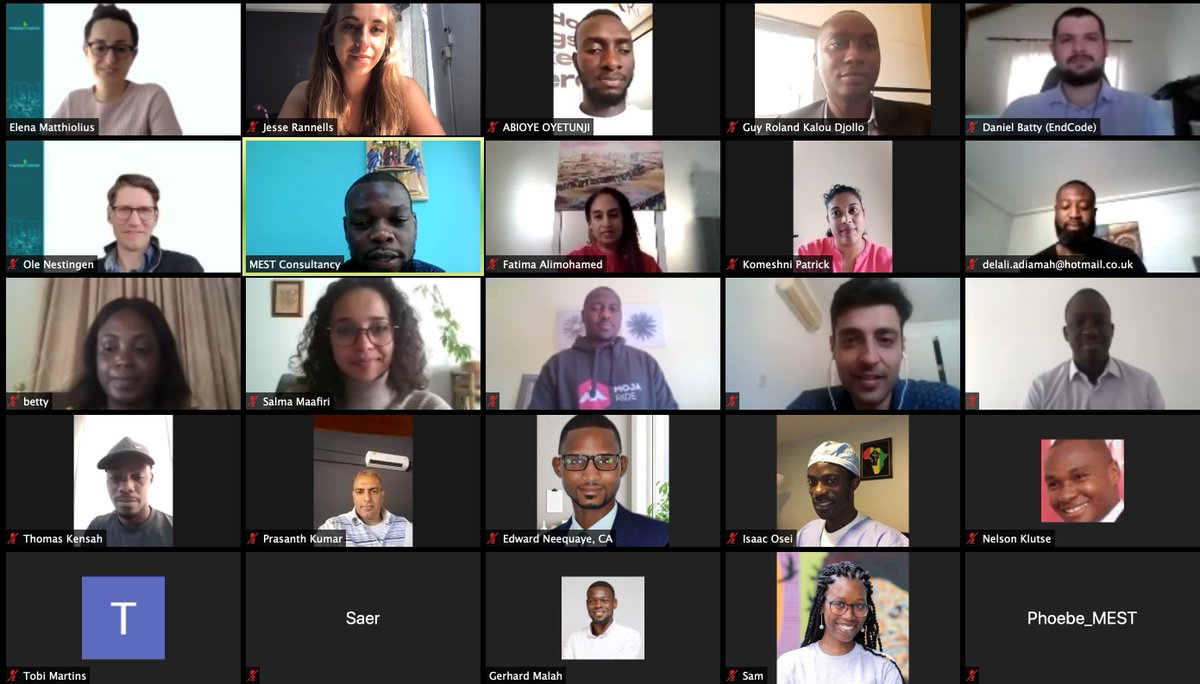 Elena Matthiolius
Jesse Rannells
ABIOYE OYETUNJI
Guy Roland Kalou Djollo
Daniel Batty (EndCode)
Ole Nestingen
MEST Consultancy
Fatima Alimohamed
Komeshni Patrick
delali.adiamah@hotmail.co.uk
betty
Salma Maafiri
MOJA
RIDE
Thomas Kensah
Prasanth Kumar
Edward Neequaye, CA
Isaac Osei
Nelson Klutse
T
Tobi Martins
Saer
Gerhard Malah
Sam
Phoebe_MEST